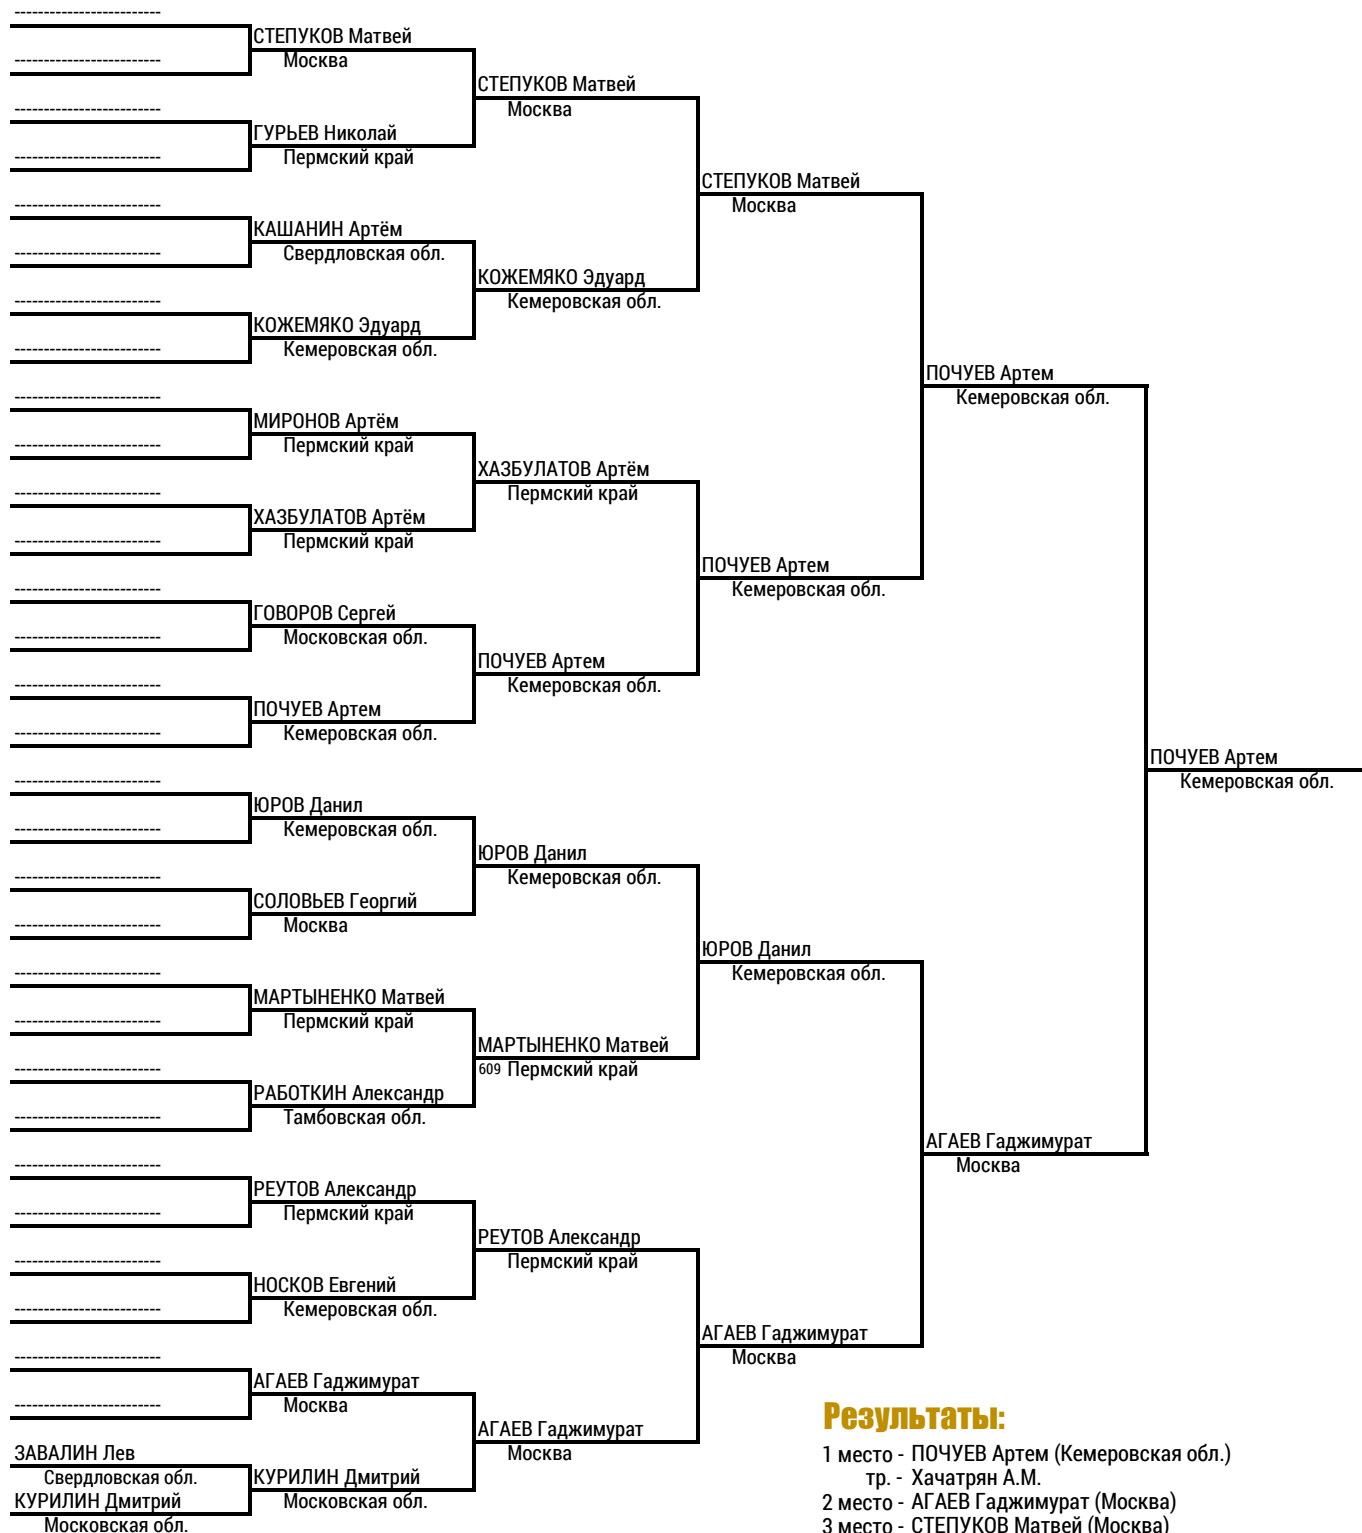 -------------------------
СТЕПУКОВ Матвей
-------------------------
Москва
СТЕПУКОВ Матвей
-------------------------
Москва
ГУРЬЕВ Николай
-------------------------
Пермский край
СТЕПУКОВ Матвей
-------------------------
Москва
КАШАНИН Артём
-------------------------
Свердловская обл.
КОЖЕМЯКО Эдуард
-------------------------
Кемеровская обл.
КОЖЕМЯКО Эдуард
-------------------------
Кемеровская обл.
ПОЧУЕВ Артем
-------------------------
Кемеровская обл.
МИРОНОВ Артём
-------------------------
Пермский край
ХАЗБУЛАТОВ Артём
-------------------------
Пермский край
ХАЗБУЛАТОВ Артём
-------------------------
Пермский край
ПОЧУЕВ Артем
-------------------------
Кемеровская обл.
ГОВОРОВ Сергей
-------------------------
Московская обл.
ПОЧУЕВ Артем
-------------------------
Кемеровская обл.
ПОЧУЕВ Артем
-------------------------
Кемеровская обл.
ПОЧУЕВ Артем
-------------------------
Кемеровская обл.
ЮРОВ Данил
-------------------------
Кемеровская обл.
ЮРОВ Данил
-------------------------
Кемеровская обл.
СОЛОВЬЕВ Георгий
-------------------------
Москва
ЮРОВ Данил
-------------------------
Кемеровская обл.
МАРТЫНЕНКО Матвей
-------------------------
Пермский край
МАРТЫНЕНКО Матвей
-------------------------
609 Пермский край
РАБОТКИН Александр
-------------------------
Тамбовская обл.
АГАЕВ Гаджимурат
-------------------------
Москва
РЕУТОВ Александр
-------------------------
Пермский край
РЕУТОВ Александр
-------------------------
Пермский край
НОСКОВ Евгений
-------------------------
Кемеровская обл.
АГАЕВ Гаджимурат
-------------------------
Москва
АГАЕВ Гаджимурат
-------------------------
Москва
Результаты:
АГАЕВ Гаджимурат
ЗАВАЛИН Лев
Москва
1 место - ПОЧУЕВ Артем (Кемеровская обл.)
Свердловская обл.
КУРИЛИН Дмитрий
тр. - Хачатрян А.М.
КУРИЛИН Дмитрий
Московская обл.
2 место - АГАЕВ Гаджимурат (Москва)
Московская обл.
3 место - СТЕПУКОВ Матвей (Москва)